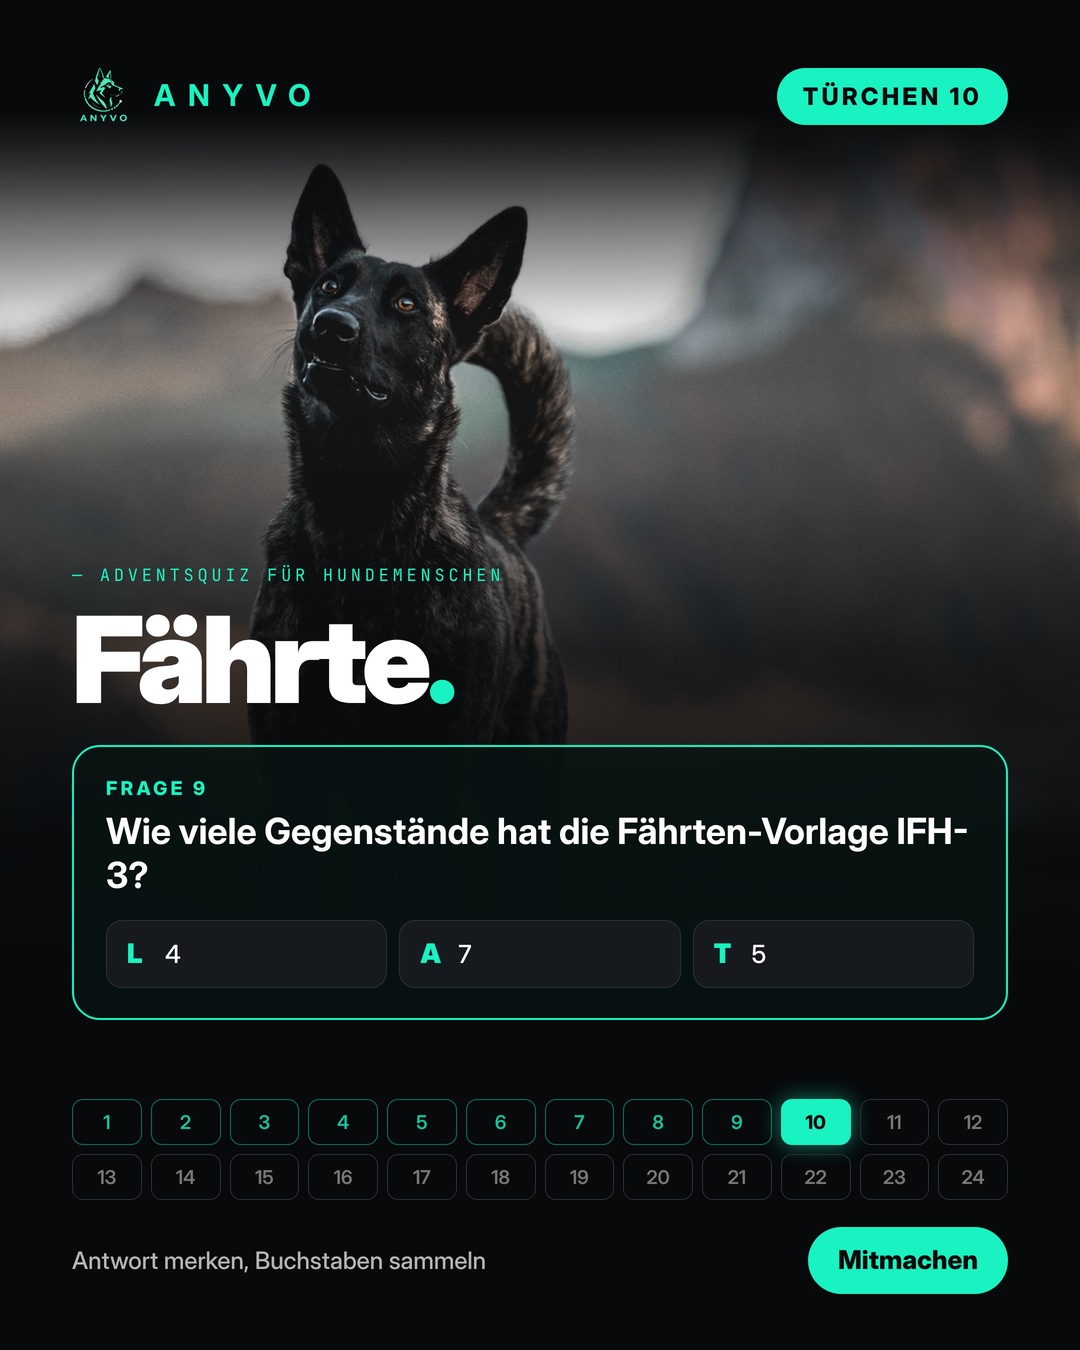 ANYVO
ANYVO
TÜRCHEN 10
— ADVENTSQUIZ FÜR HUNDEMENSCHEN
Fährte.
FRAGE 9
Wie viele Gegenstände hat die Fährten-Vorlage IFH-
3?
L 4
A 7
T 5
1 2 3 4 5 6 7 8 9 10 11 12
13 14 15 16 17 18 19 20 21 22 23 24
Antwort merken, Buchstaben sammeln
Mitmachen